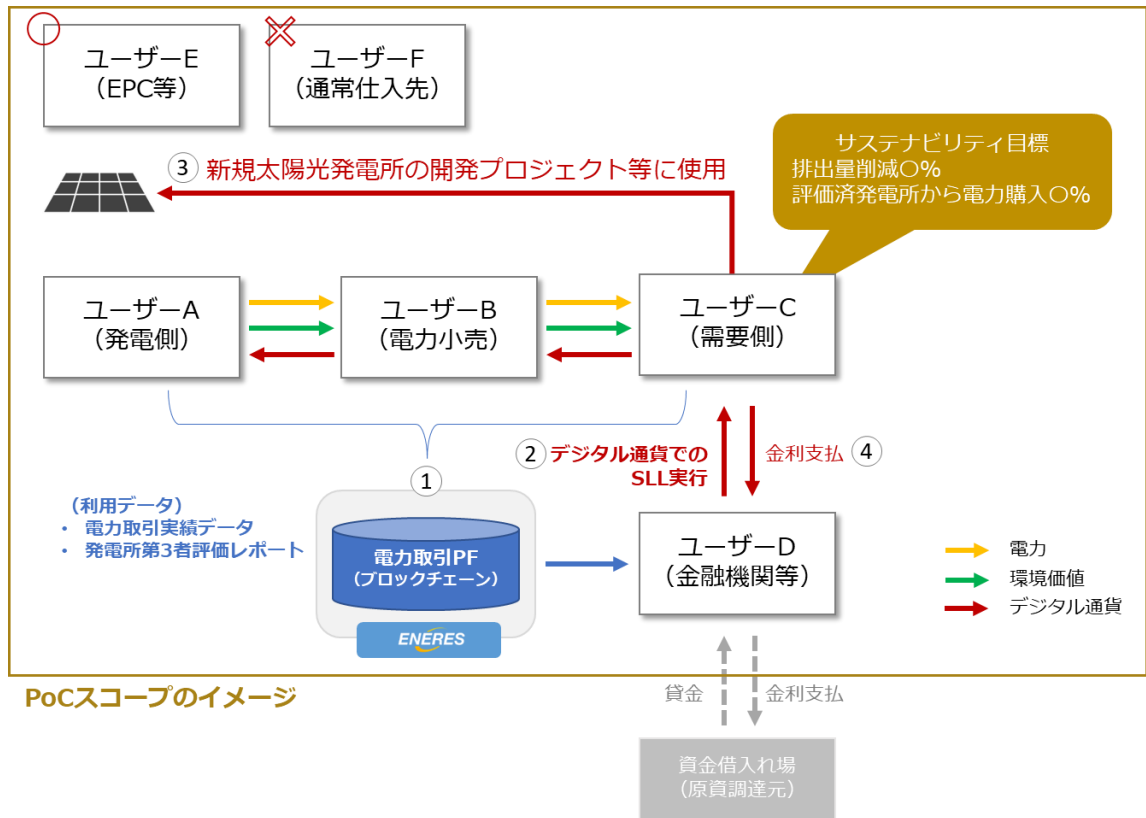 ユーザーE
（EPC等）
ユーザーF
（通常仕入先）
サステナビリティ目標
排出量削減〇%
評価済発電所から電力購入〇%
③ 新規太陽光発電所の開発プロジェクト等に使用
ユーザーA
（発電側）
ユーザーB
（電力小売）
ユーザーC
（需要側）
①
② デジタル通貨での
SLL実行
金利支払 ④
（利用データ）
・ 電力取引実績データ
・ 発電所第3者評価レポート
電力取引PF
（ブロックチェーン）
ENERES
ユーザーD
（金融機関等）
電力
環境価値
デジタル通貨
PoCスコープのイメージ
貸金
金利支払
資金借入れ場
（原資調達元）